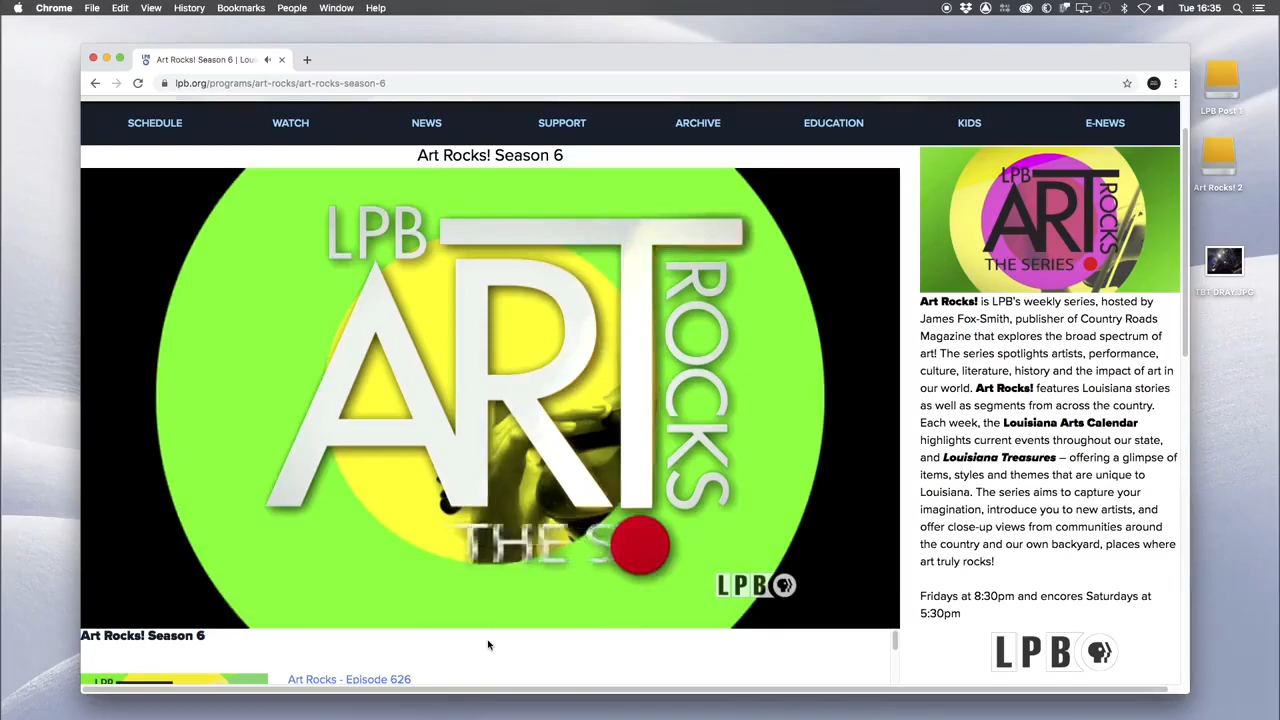 Chrome File Edit View History Bookmarks People Window Help Tue 16:35
Art Rocks! Season 6 | Loui
lpb.org/programs/art-rocks/art-rocks-season-6
SCHEDULE WATCH NEWS SUPPORT ARCHIVE EDUCATION KIDS E-NEWS
Art Rocks! Season 6
LPB
ART
ROCKS
THE S
LPB
Art Rocks! Season 6
LPB
Art Rocks - Episode 626
LPB
ART
ROCKS
THE SERIES
Art Rocks! is LPB's weekly series, hosted by
James Fox-Smith, publisher of Country Roads
Magazine that explores the broad spectrum of
art! The series spotlights artists, performance,
culture, literature, history and the impact of art in
our world. Art Rocks! features Louisiana stories
as well as segments from across the country.
Each week, the Louisiana Arts Calendar
highlights current events throughout our state,
and Louisiana Treasures – offering a glimpse of
items, styles and themes that are unique to
Louisiana. The series aims to capture your
imagination, introduce you to new artists, and
offer close-up views from communities around
the country and our own backyard, places where
art truly rocks!
Fridays at 8:30pm and encores Saturdays at
5:30pm
LPB
LPB Post 1
Art Rocks! 2
TBT DRAY.JPG